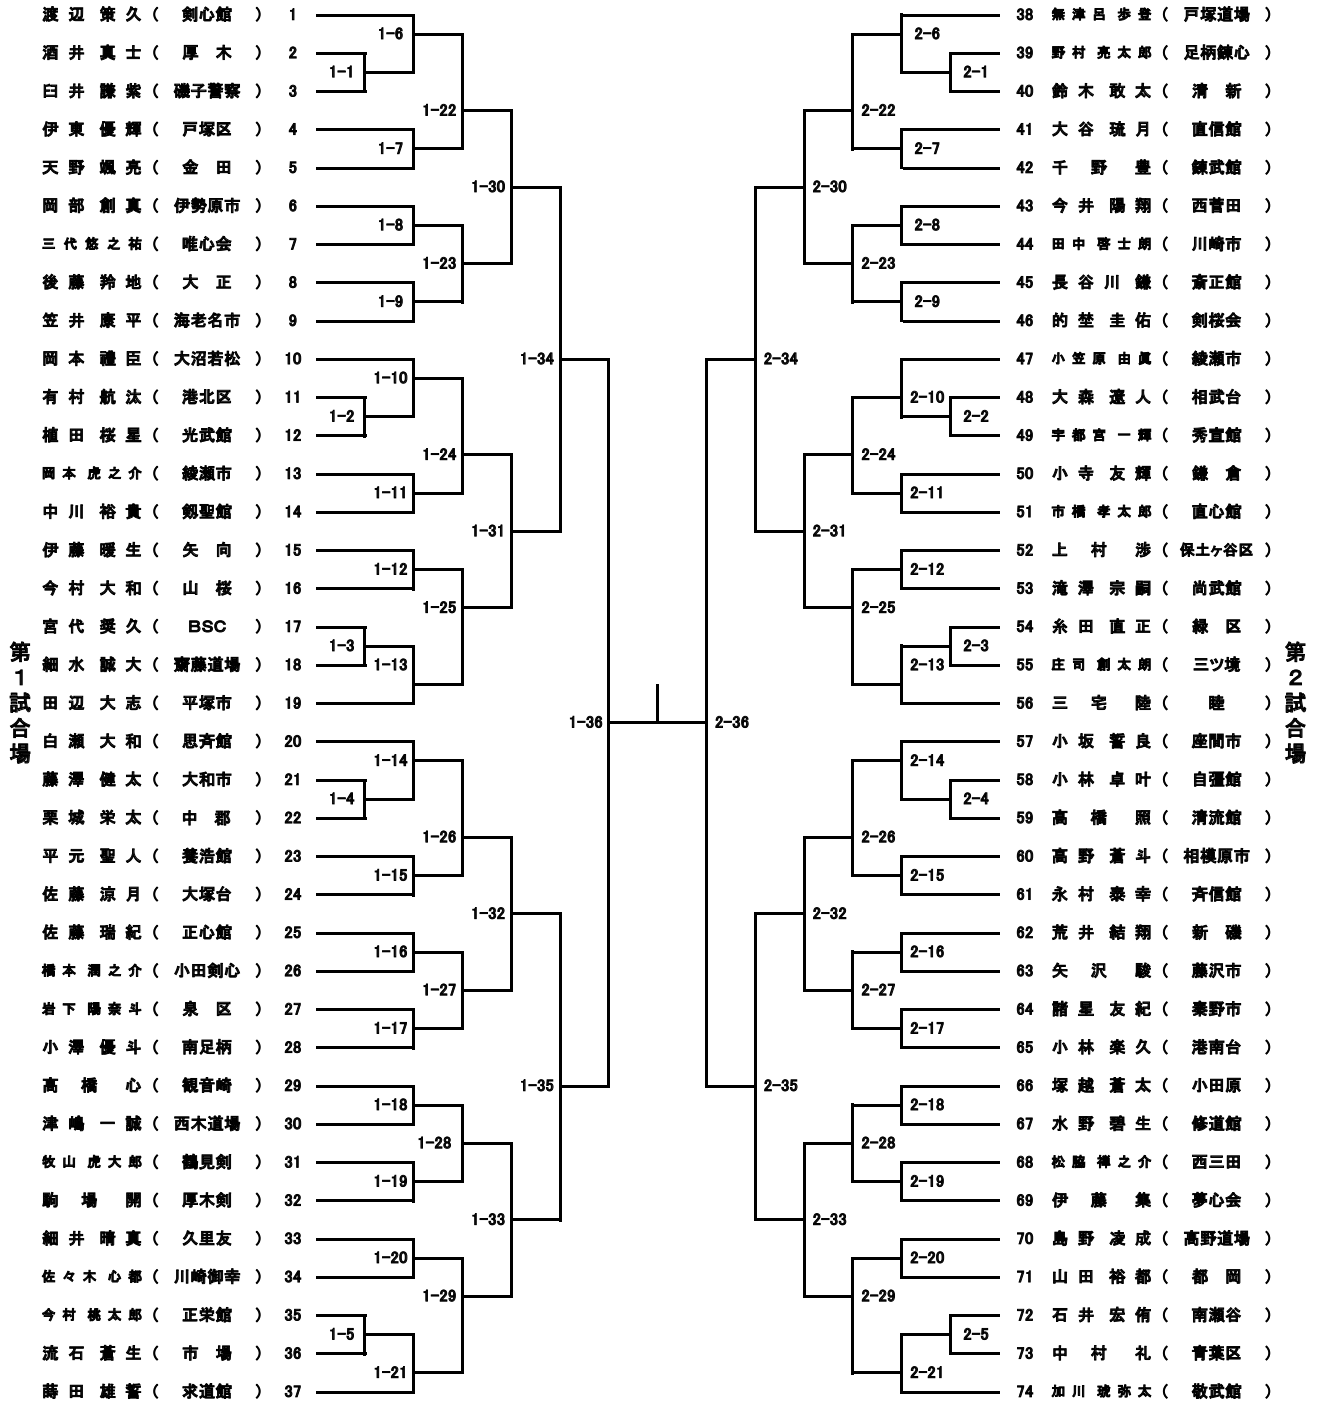 第1試合場
渡辺策久（剣心館）1
酒井真士（厚木）2
臼井謙紫（磯子警察）3
伊東優輝（戸塚区）4
天野颯亮（金田）5
岡部創真（伊勢原市）6
三代悠之祐（唯心会）7
後藤羚地（大正）8
笠井康平（海老名市）9
岡本禮臣（大沼若松）10
有村航汰（港北区）11
植田桜星（光武館）12
岡本虎之介（綾瀬市）13
中川裕貴（剱聖館）14
伊藤暖生（矢向）15
今村大和（山桜）16
宮代奨久（BSC）17
細水誠大（齋藤道場）18
田辺大志（平塚市）19
白瀬大和（思斉館）20
藤澤健太（大和市）21
栗城栄太（中郡）22
平元聖人（養浩館）23
佐藤涼月（大塚台）24
佐藤瑞紀（正心館）25
橋本潤之介（小田剣心）26
岩下陽奈斗（泉区）27
小澤優斗（南足柄）28
高橋心（観音崎）29
津嶋一誠（西木道場）30
牧山虎大郎（鶴見剣）31
駒場開（厚木剣）32
細井晴真（久里友）33
佐々木心都（川崎御幸）34
今村桃太郎（正栄館）35
流石蒼生（市場）36
蒔田雄誓（求道館）37
1-1
1-2
1-3
1-4
1-5
1-6
1-7
1-8
1-9
1-10
1-11
1-12
1-13
1-14
1-15
1-16
1-17
1-18
1-19
1-20
1-21
1-22
1-23
1-24
1-25
1-26
1-27
1-28
1-29
1-30
1-31
1-32
1-33
1-34
1-35
1-36
2-36
2-34
2-35
2-30
2-31
2-32
2-33
2-22
2-23
2-24
2-25
2-26
2-27
2-28
2-29
2-6
2-7
2-8
2-9
2-10
2-11
2-12
2-13
2-14
2-15
2-16
2-17
2-18
2-19
2-20
2-21
2-1
2-2
2-3
2-4
2-5
38 無津呂歩登（戸塚道場）
39 野村亮太郎（足柄錬心）
40 鈴木敢太（清新）
41 大谷琉月（直信館）
42 千野豊（錬武館）
43 今井陽翔（西菅田）
44 田中啓士朗（川崎市）
45 長谷川鎌（斎正館）
46 的埜圭佑（剣桜会）
47 小笠原由眞（綾瀬市）
48 大森遼人（相武台）
49 宇都宮一輝（秀宣館）
50 小寺友輝（鎌倉）
51 市橋孝太郎（直心館）
52 上村渉（保土ヶ谷区）
53 滝澤宗嗣（尚武館）
54 糸田直正（緑区）
55 庄司創太朗（三ツ境）
56 三宅陸（睦）
57 小坂誓良（座間市）
58 小林卓叶（自彊館）
59 高橋照（清流館）
60 高野蒼斗（相模原市）
61 永村泰幸（斉信館）
62 荒井結翔（新磯）
63 矢沢駿（藤沢市）
64 諸星友紀（秦野市）
65 小林楽久（港南台）
66 塚越蒼太（小田原）
67 水野碧生（修道館）
68 松脇禅之介（西三田）
69 伊藤集（夢心会）
70 島野凌成（高野道場）
71 山田裕都（都岡）
72 石井宏侑（南瀬谷）
73 中村礼（青葉区）
74 加川琥弥太（敬武館）
第2試合場